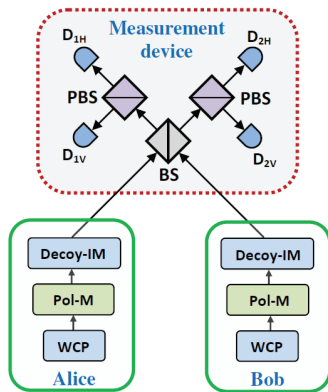 Measurement
device
D1H
D2H
PBS
PBS
D1V
D2V
BS
Decoy-IM
Decoy-IM
Pol-M
Pol-M
WCP
WCP
Alice
Bob